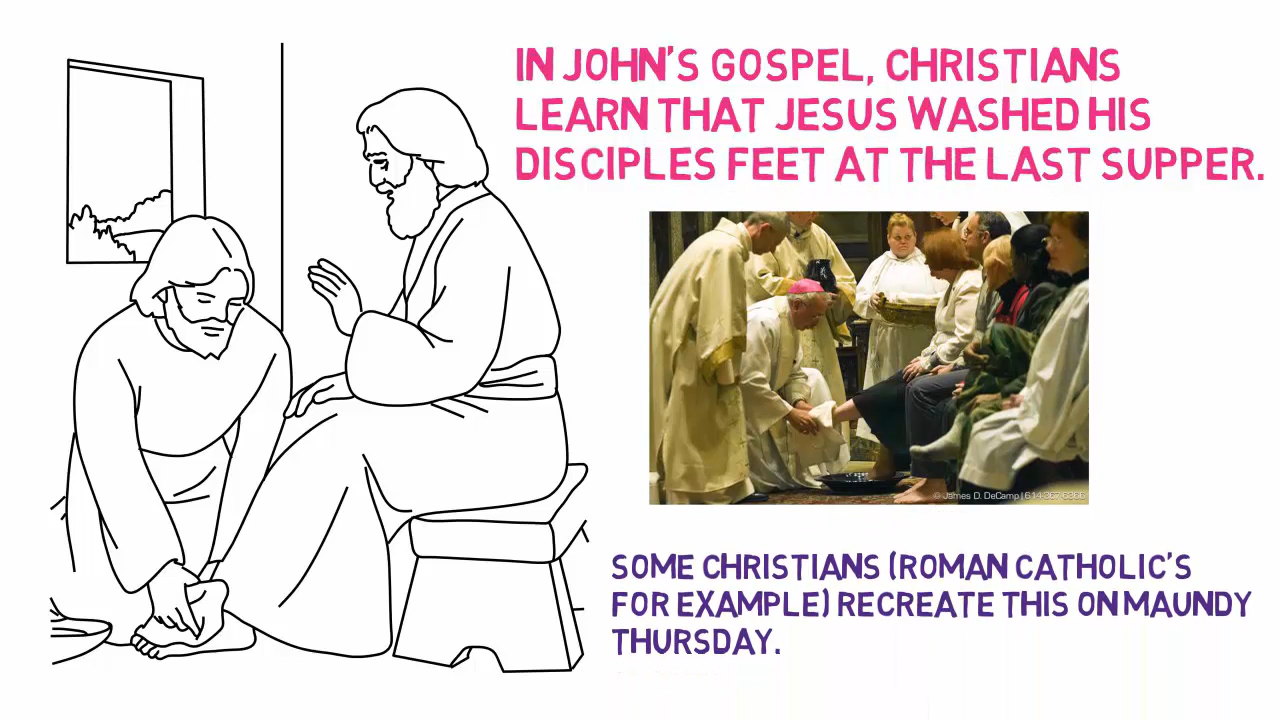 IN JOHN'S GOSPEL, CHRISTIANS
LEARN THAT JESUS WASHED HIS
DISCIPLES FEET AT THE LAST SUPPER.
© James D. DeCamp | 614-367-6366
SOME CHRISTIANS (ROMAN CATHOLIC'S
FOR EXAMPLE) RECREATE THIS ON MAUNDY
THURSDAY.